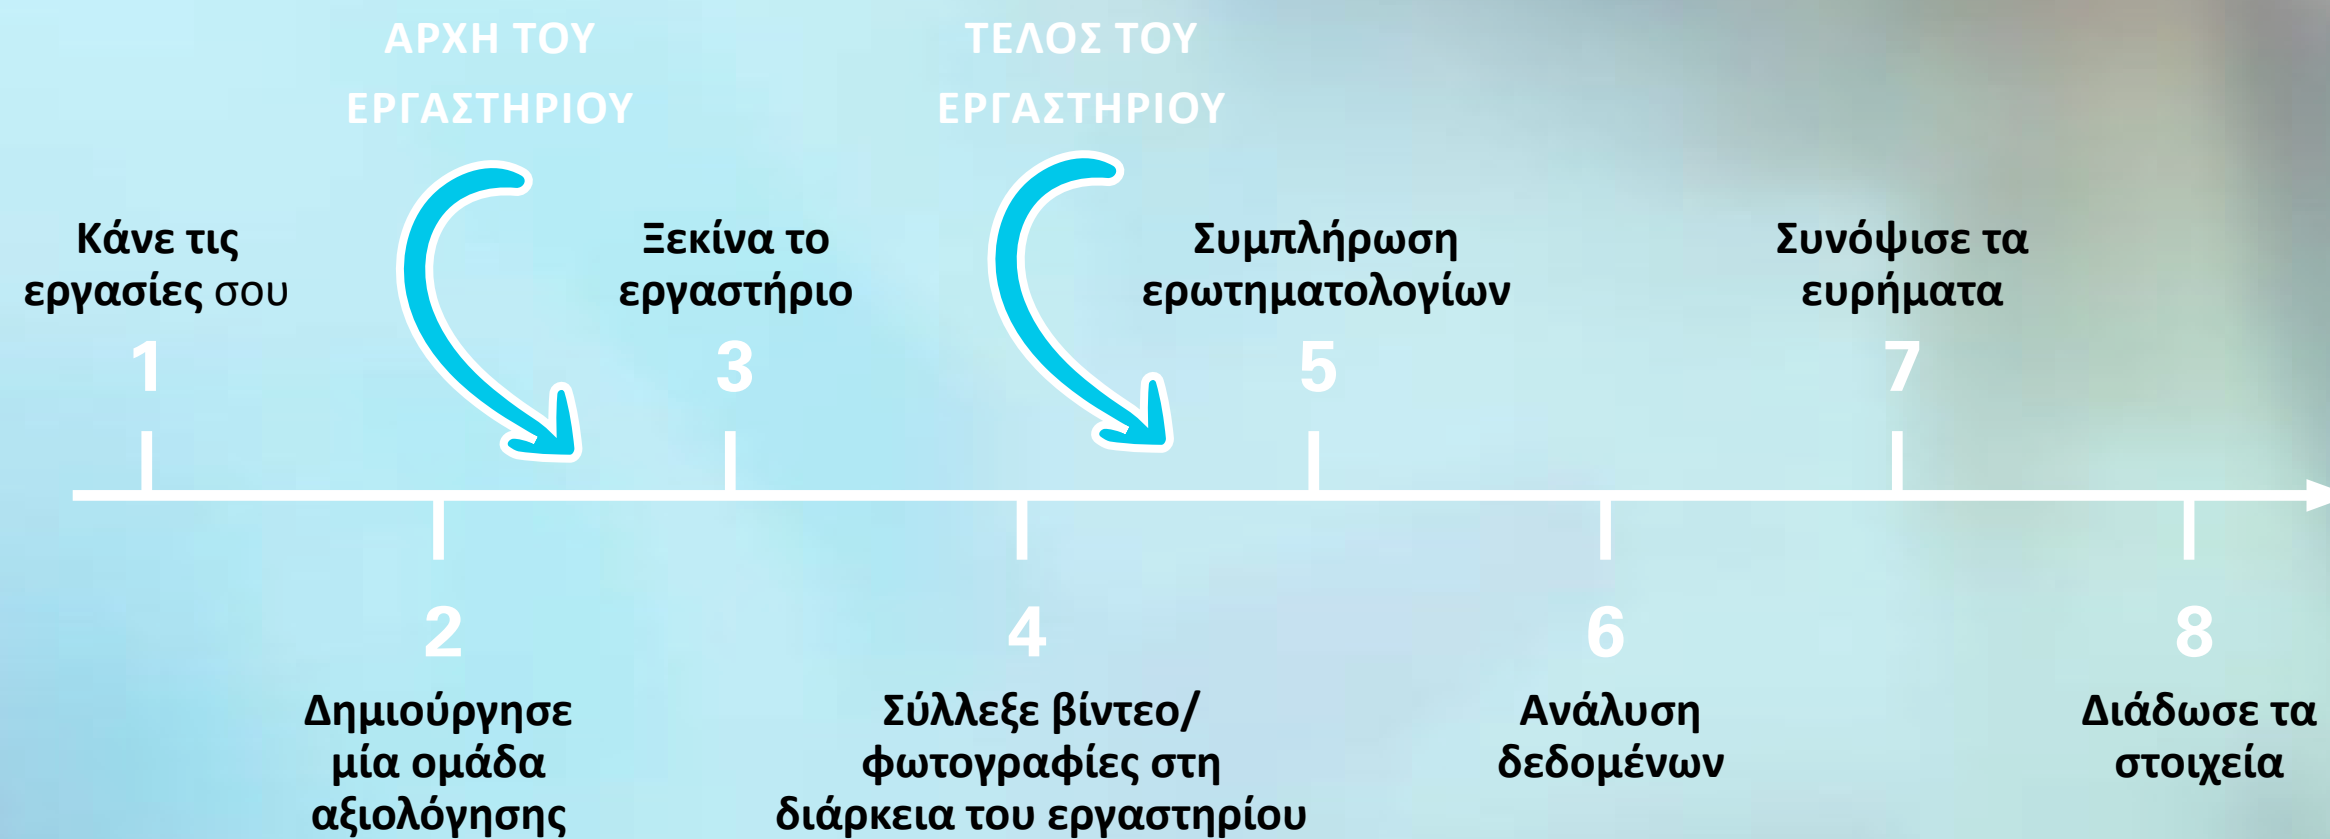 ΑΡΧΗ ΤΟΥ
ΕΡΓΑΣΤΗΡΙΟΥ
ΤΕΛΟΣ ΤΟΥ
ΕΡΓΑΣΤΗΡΙΟΥ
Κάνε τις
εργασίες σου
1
Ξεκίνα το
εργαστήριο
3
Συμπλήρωση
ερωτηματολογίων
5
Συνόψισε τα
ευρήματα
7
2
Δημιούργησε
μία ομάδα
αξιολόγησης
4
Σύλλεξε βίντεο/
φωτογραφίες στη
διάρκεια του εργαστηρίου
6
Ανάλυση
δεδομένων
8
Διάδωσε τα
στοιχεία